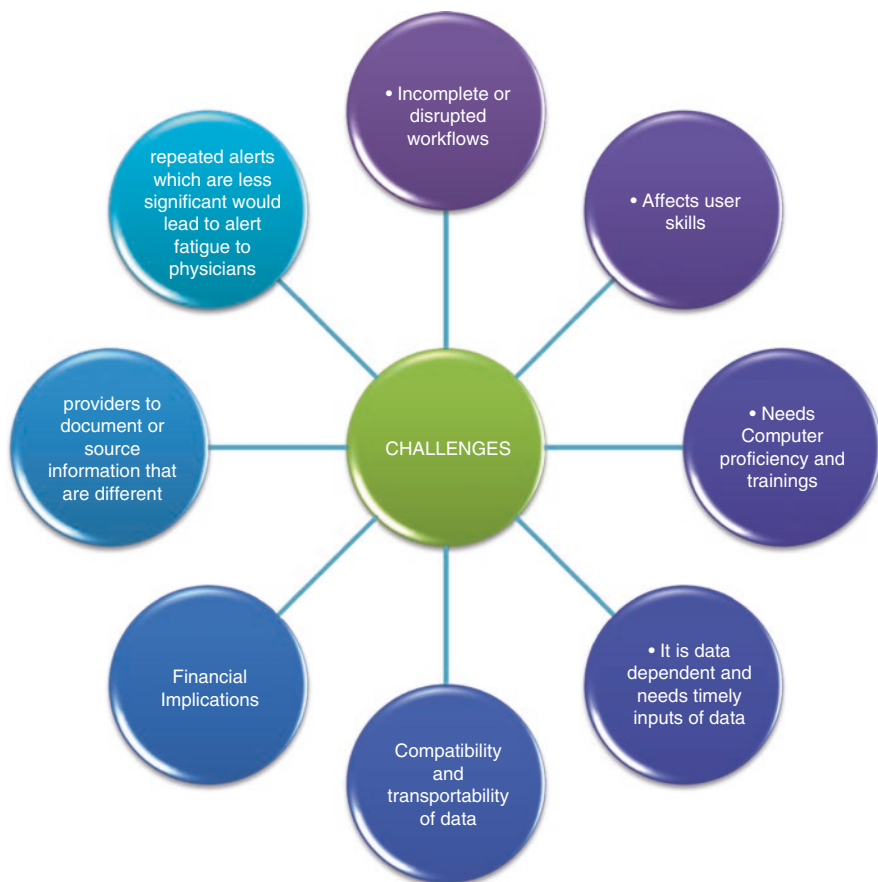 • Incomplete or
disrupted
workflows
• Affects user
skills
• Needs
Computer
proficiency and
trainings
• It is data
dependent and
needs timely
inputs of data
Compatibility
and
transportability
of data
Financial
Implications
providers to
document or
source
information that
are different
repeated alerts
which are less
significant would
lead to alert
fatigue to
physicians
CHALLENGES